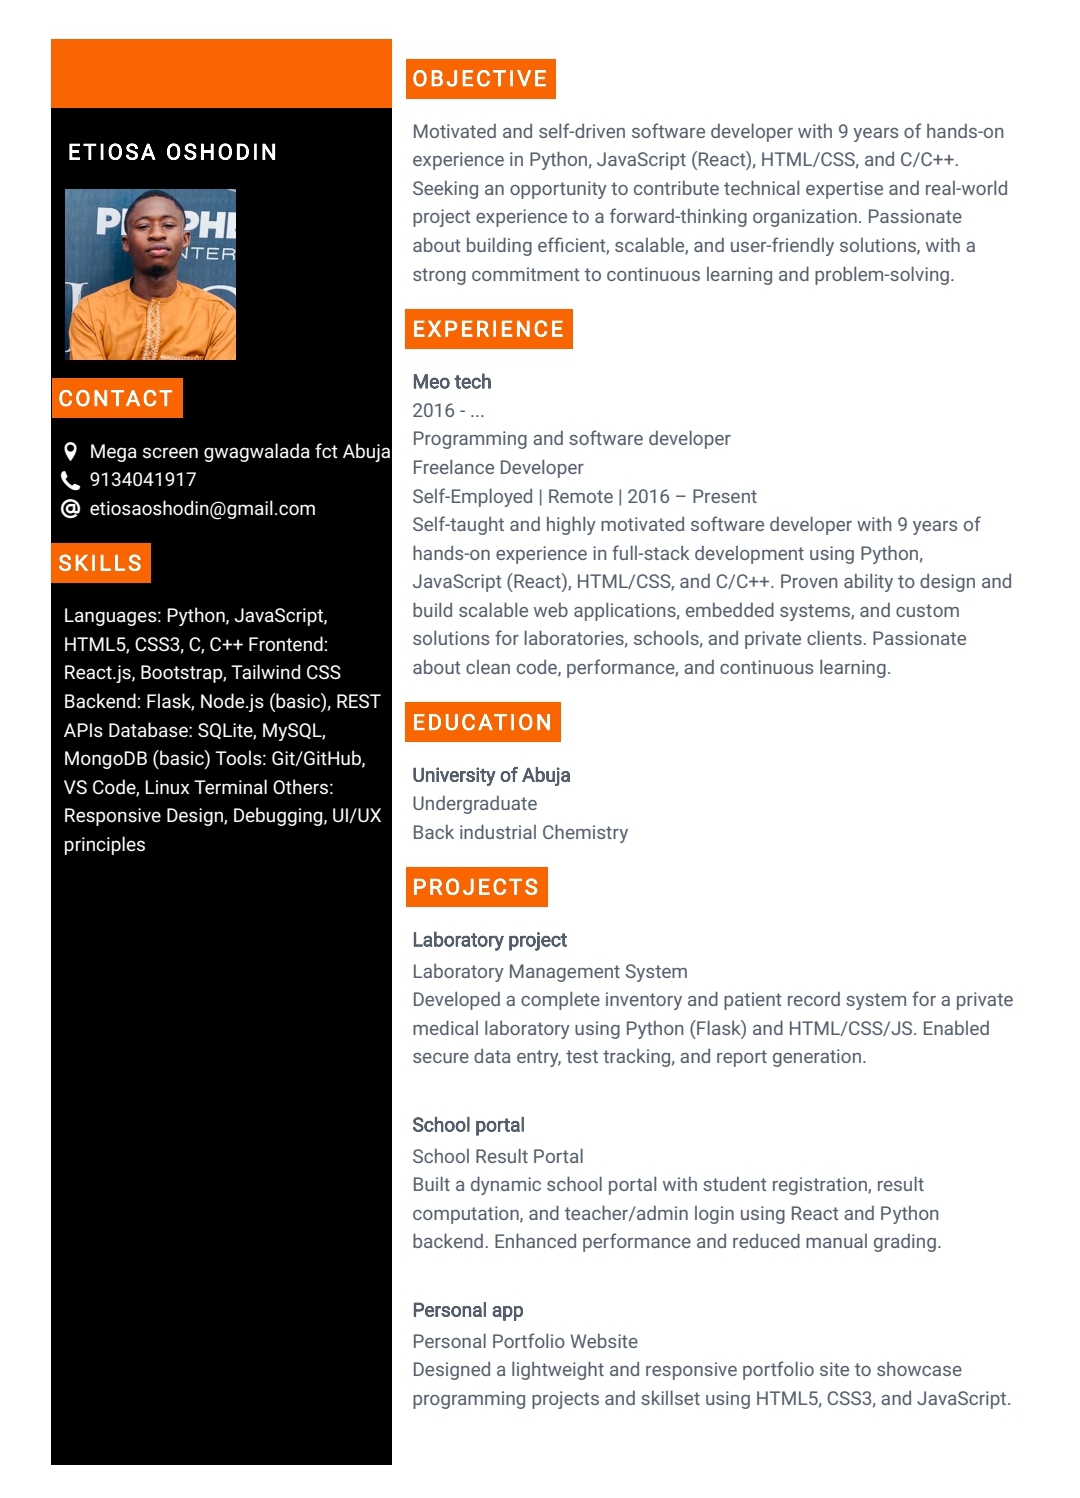 ETIOSA OSHODIN
CONTACT
Mega screen gwagwalada fct Abuja
9134041917
etiosaoshodin@gmail.com
SKILLS
Languages: Python, JavaScript,
HTML5, CSS3, C, C++ Frontend:
React.js, Bootstrap, Tailwind CSS
Backend: Flask, Node.js (basic), REST
APIs Database: SQLite, MySQL,
MongoDB (basic) Tools: Git/GitHub,
VS Code, Linux Terminal Others:
Responsive Design, Debugging, UI/UX
principles
OBJECTIVE
Motivated and self-driven software developer with 9 years of hands-on
experience in Python, JavaScript (React), HTML/CSS, and C/C++.
Seeking an opportunity to contribute technical expertise and real-world
project experience to a forward-thinking organization. Passionate
about building efficient, scalable, and user-friendly solutions, with a
strong commitment to continuous learning and problem-solving.
EXPERIENCE
Meo tech
2016 - ...
Programming and software developer
Freelance Developer
Self-Employed | Remote | 2016 – Present
Self-taught and highly motivated software developer with 9 years of
hands-on experience in full-stack development using Python,
JavaScript (React), HTML/CSS, and C/C++. Proven ability to design and
build scalable web applications, embedded systems, and custom
solutions for laboratories, schools, and private clients. Passionate
about clean code, performance, and continuous learning.
EDUCATION
University of Abuja
Undergraduate
Back industrial Chemistry
PROJECTS
Laboratory project
Laboratory Management System
Developed a complete inventory and patient record system for a private
medical laboratory using Python (Flask) and HTML/CSS/JS. Enabled
secure data entry, test tracking, and report generation.
School portal
School Result Portal
Built a dynamic school portal with student registration, result
computation, and teacher/admin login using React and Python
backend. Enhanced performance and reduced manual grading.
Personal app
Personal Portfolio Website
Designed a lightweight and responsive portfolio site to showcase
programming projects and skillset using HTML5, CSS3, and JavaScript.